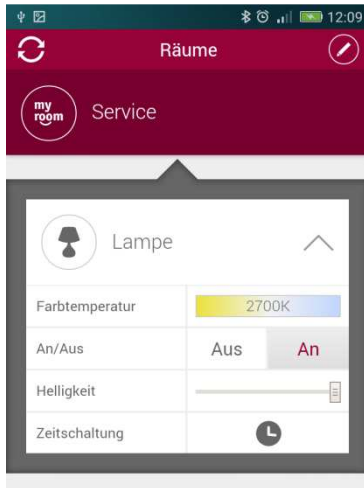 12:09
Räume
my
room
Service
Lampe
Farbtemperatur
2700K
An/Aus
Aus
An
Helligkeit
Zeitschaltung